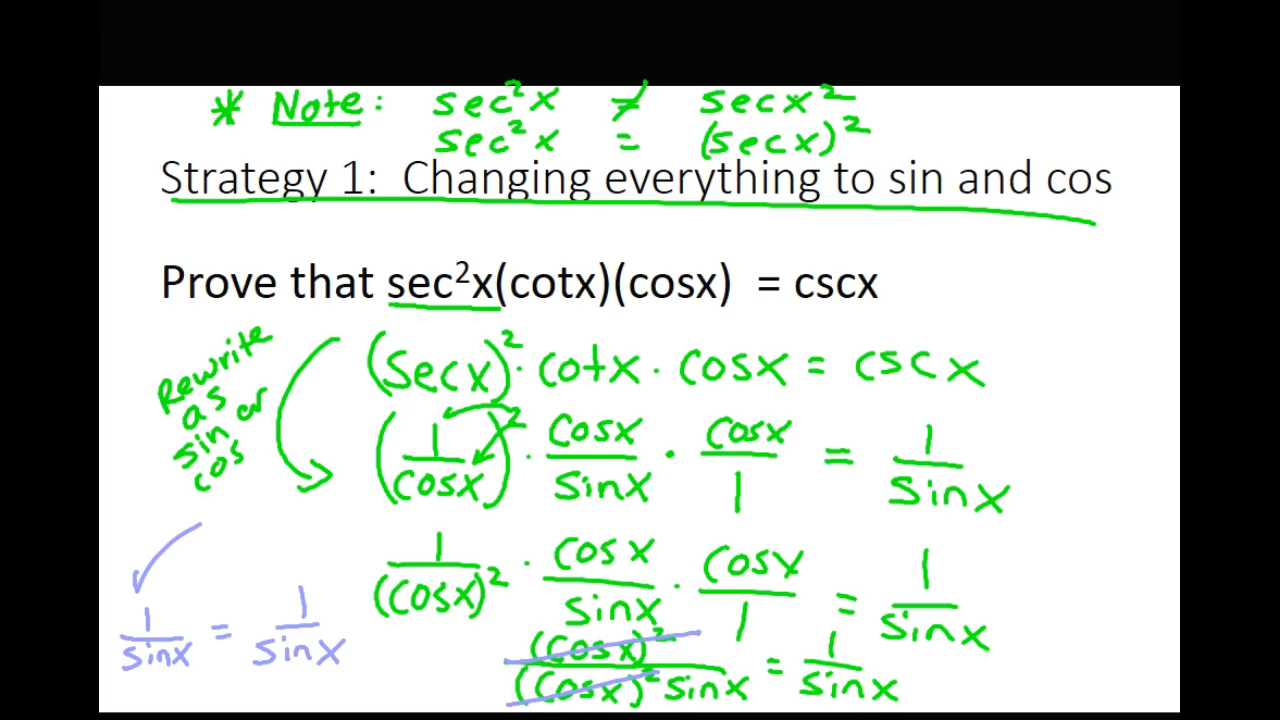 * Note: sec²x ≠ secx²
sec²x = (secx)²
Strategy 1: Changing everything to sin and cos
Prove that sec²x(cotx)(cosx) = cscx
Rewrite as sin or cos
(secx)² · cotx · cosx = cscx
(1/cosx)² · cosx/sinx · cosx/1 = 1/sinx
1/(cosx)² · cosx/sinx · cosx/1 = 1/sinx
(cosx)²/((cosx)² sinx = 1/sinx
1/sinx = 1/sinx